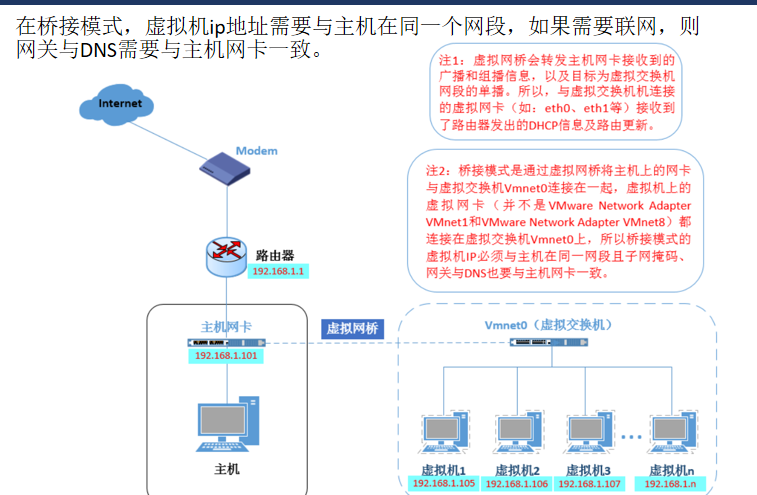 在桥接模式，虚拟机ip地址需要与主机在同一个网段，如果需要联网，则
网关与DNS需要与主机网卡一致。
注1：虚拟网桥会转发主机网卡接收到的
广播和组播信息，以及目标为虚拟交换机
网段的单播。所以，与虚拟交换机机连接
的虚拟网卡（如：eth0、eth1等）接收到
了路由器发出的DHCP信息及路由更新。
Internet
Modem
注2：桥接模式是通过虚拟网桥将主机上的网卡
与虚拟交换机Vmnet0连接在一起，虚拟机上的
虚拟网卡（并不是VMware Network Adapter
VMnet1和VMware Network Adapter VMnet8）都
连接在虚拟交换机Vmnet0上，所以桥接模式的
虚拟机IP必须与主机在同一网段且子网掩码、
网关与DNS也要与主机网卡一致。
路由器
192.168.1.1
主机网卡
192.168.1.101
虚拟网桥
Vmnet0（虚拟交换机）
主机
虚拟机1
192.168.1.105
虚拟机2
192.168.1.106
虚拟机3
192.168.1.107
虚拟机n
192.168.1.n